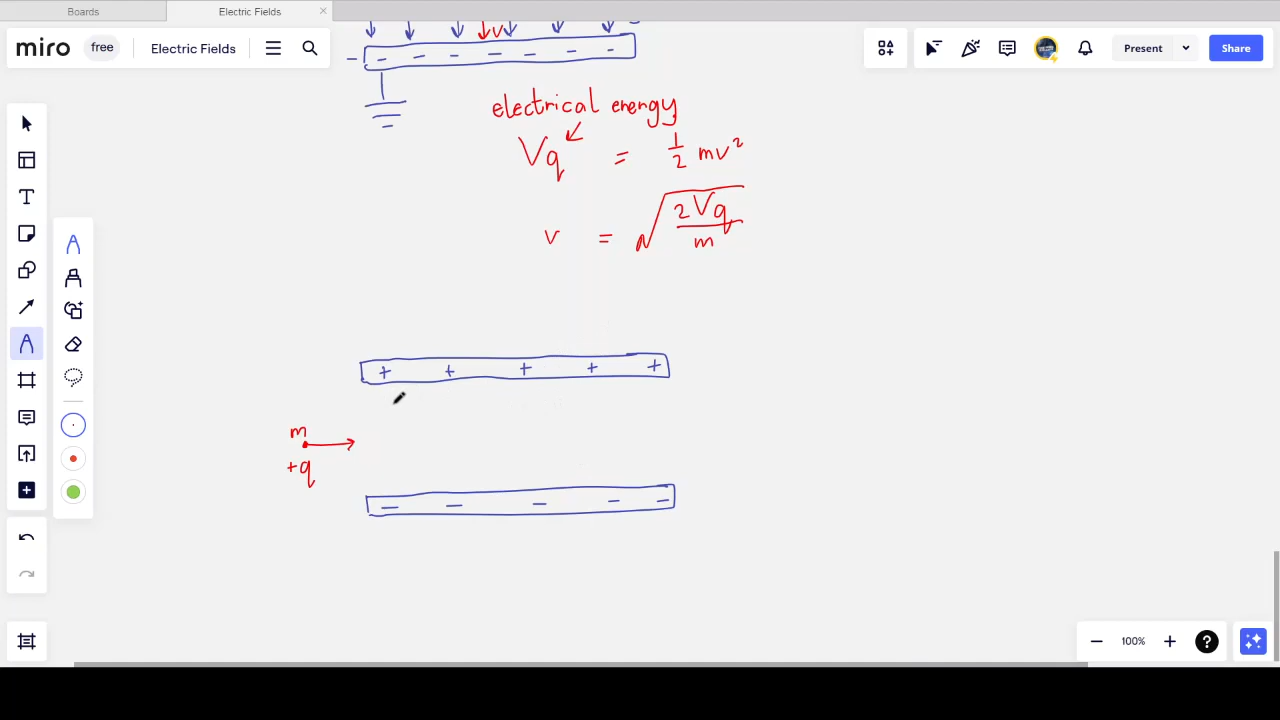 Boards
Electric Fields
miro free Electric Fields
Present
Share
v
- - - - - - -
electrical energy
Vq = 1/2 mv²
v = √(2Vq/m)
+ + + + +
m
+q
- - - - -
T
100%
?